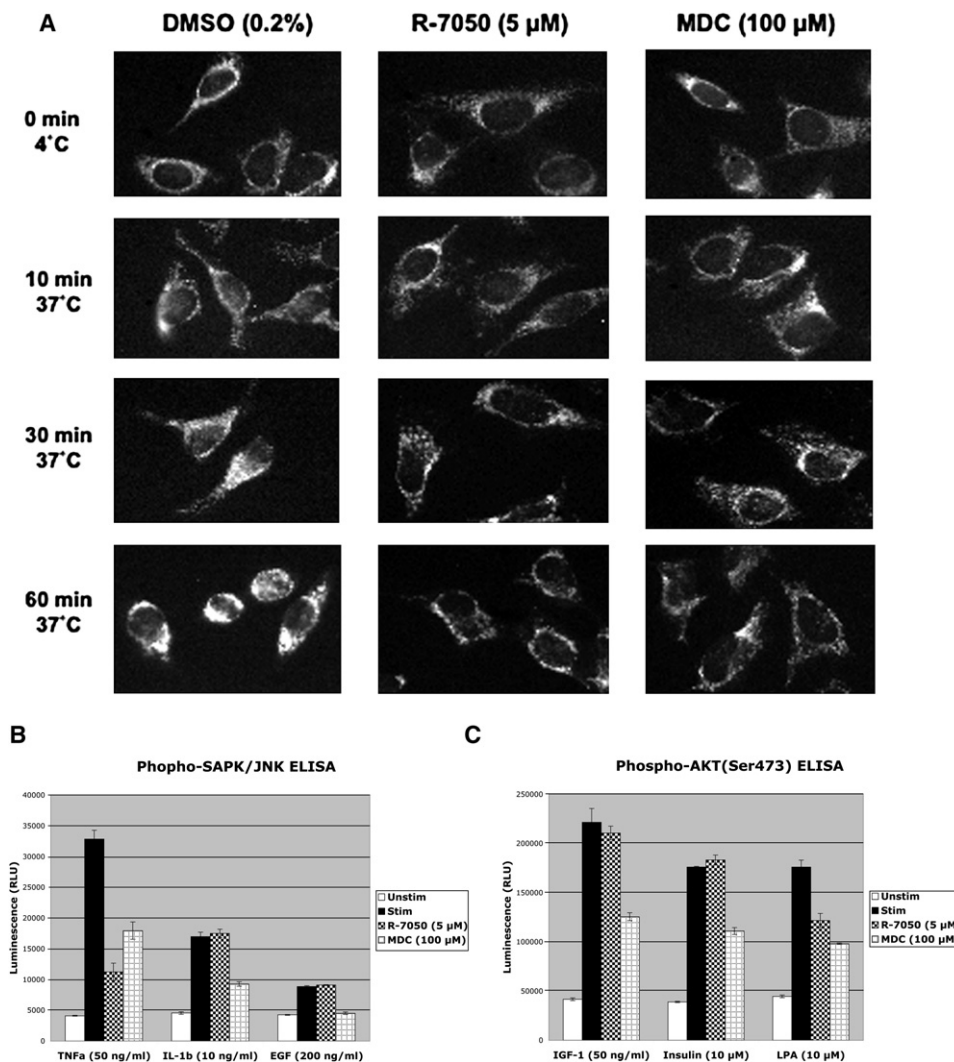 A
DMSO (0.2%) R-7050 (5 µM) MDC (100 µM)
0 min
4°C
10 min
37°C
30 min
37°C
60 min
37°C
B
Phopho-SAPK/JNK ELISA
Luminescence (RLU)
40000
35000
30000
25000
20000
15000
10000
5000
0
TNFa (50 ng/ml) IL-1b (10 ng/ml) EGF (200 ng/ml)
Unstim
Stim
R-7050 (5 µM)
MDC (100 µM)
C
Phospho-AKT(Ser473) ELISA
Luminescence (RLU)
250000
200000
150000
100000
50000
0
IGF-1 (50 ng/ml) Insulin (10 µM) LPA (10 µM)
Unstim
Stim
R-7050 (5 µM)
MDC (100 µM)